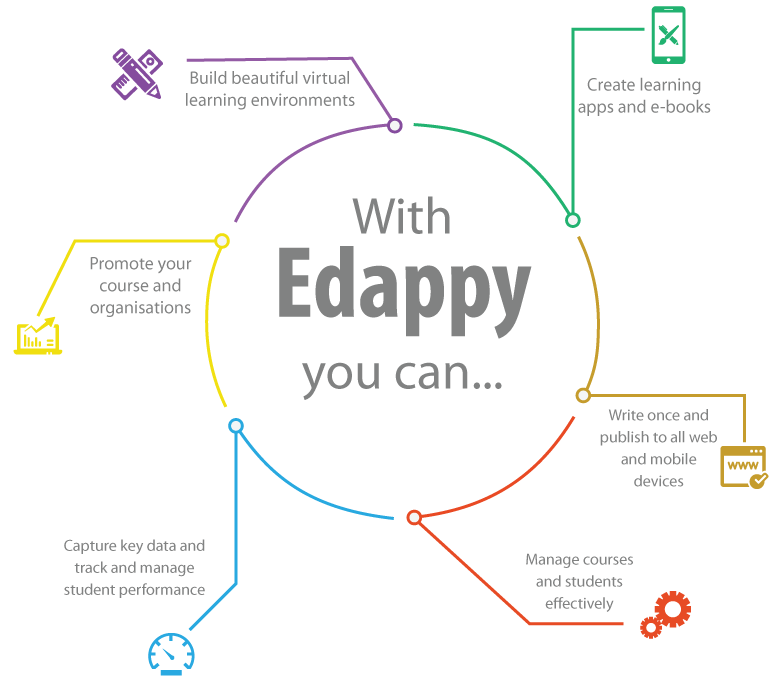 With
Edappy
you can...
Build beautiful virtual
learning environments
Create learning
apps and e-books
Write once and
publish to all web
and mobile
devices
www
Manage courses
and students
effectively
Capture key data and
track and manage
student performance
Promote your
course and
organisations